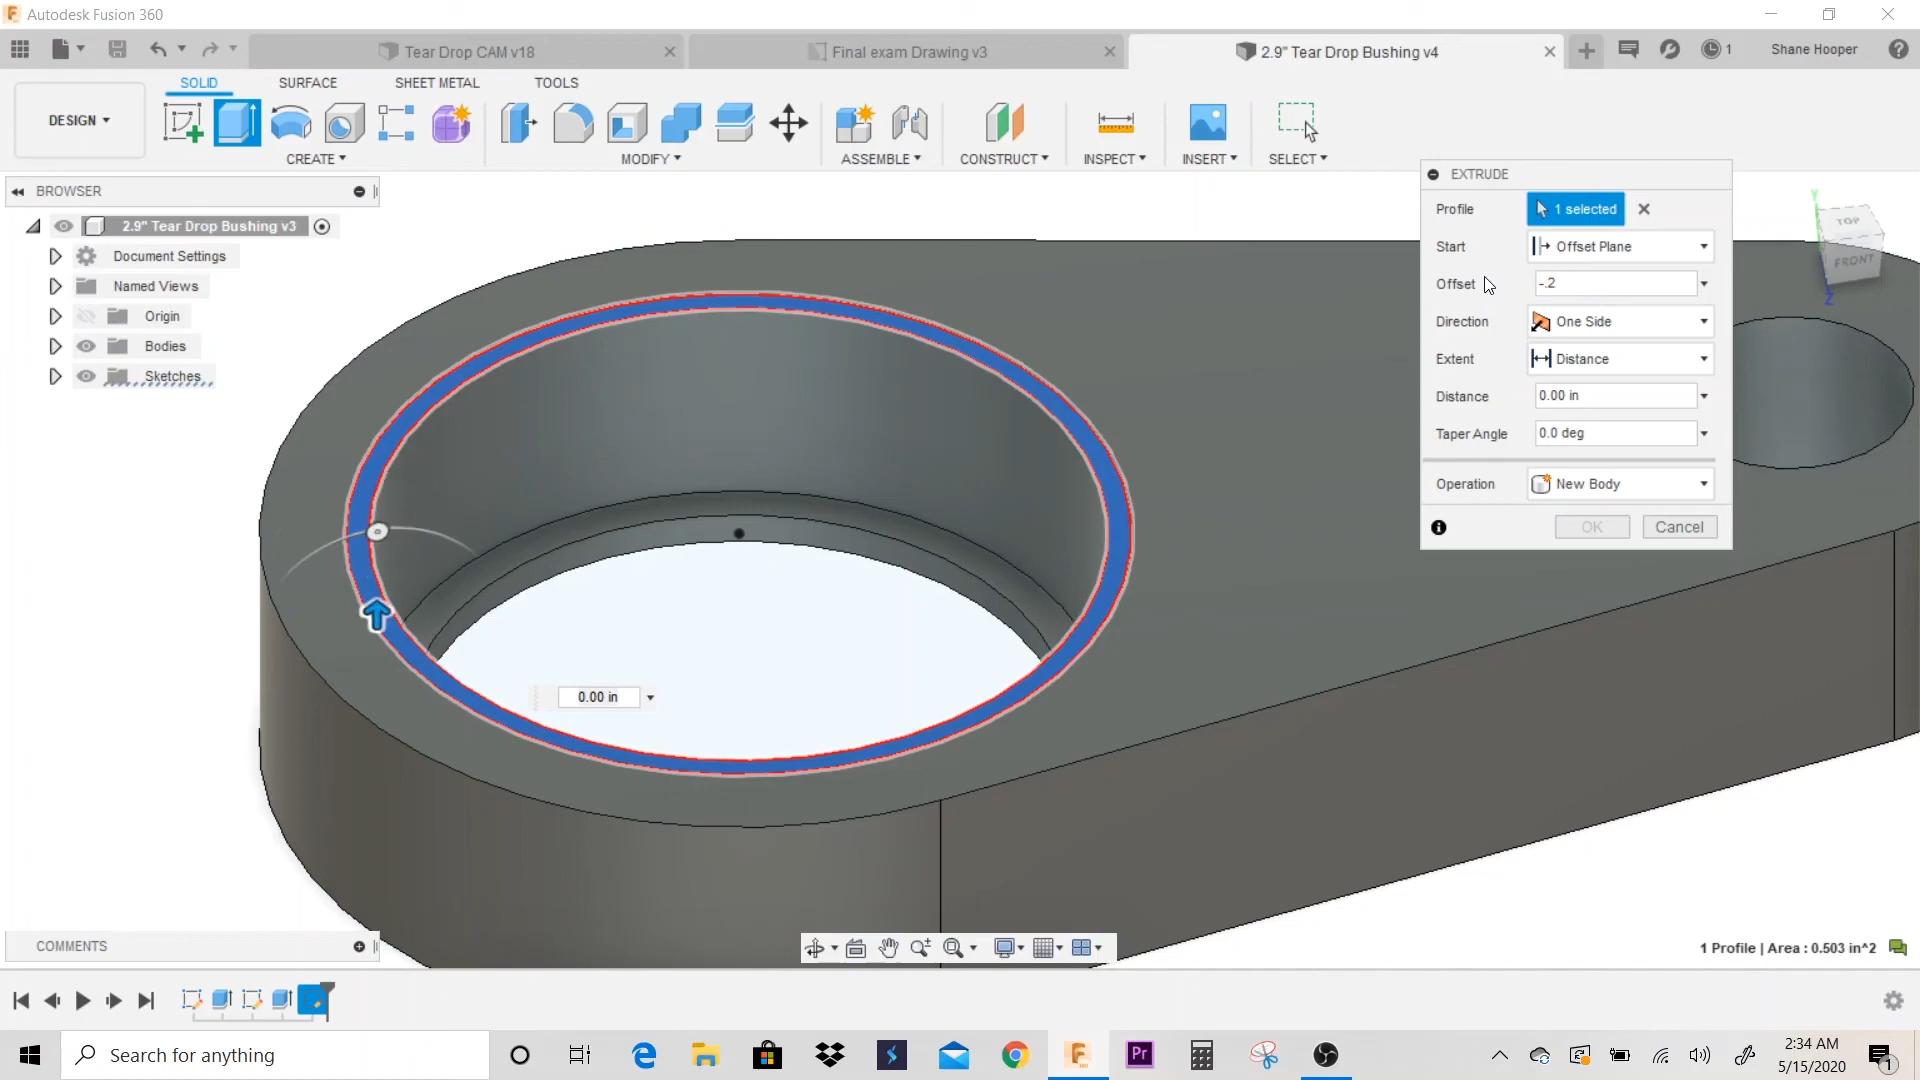 Autodesk Fusion 360
Tear Drop CAM v18
Final exam Drawing v3
2.9" Tear Drop Bushing v4
1
Shane Hooper
SOLID
SURFACE
SHEET METAL
TOOLS
DESIGN
CREATE
MODIFY
ASSEMBLE
CONSTRUCT
INSPECT
INSERT
SELECT
BROWSER
2.9" Tear Drop Bushing v3
Document Settings
Named Views
Origin
Bodies
Sketches
EXTRUDE
Profile
1 selected
Start
Offset Plane
Offset
-.2
Direction
One Side
Extent
Distance
Distance
0.00 in
Taper Angle
0.0 deg
Operation
New Body
OK
Cancel
Y
TOP
FRONT
Z
0.00 in
COMMENTS
1 Profile | Area : 0.503 in^2
Search for anything
Pr
2:34 AM
5/15/2020
1